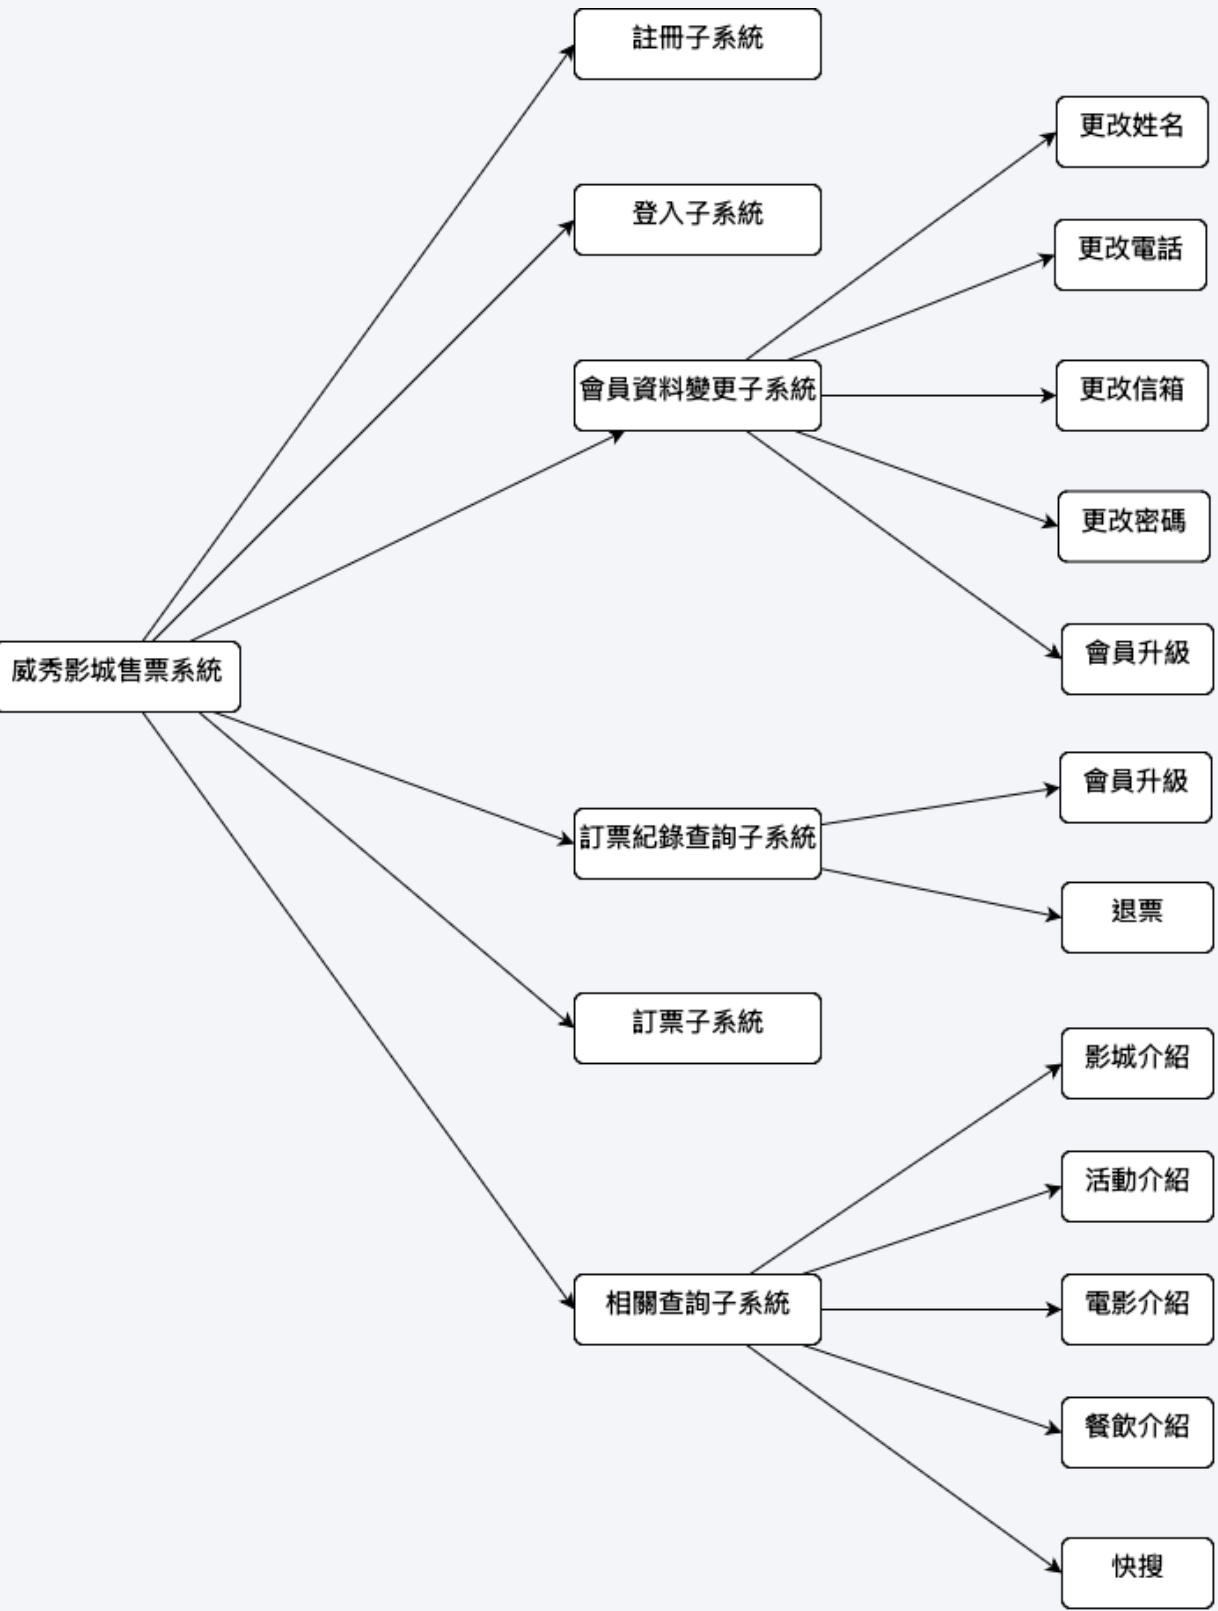 註冊子系統
更改姓名
登入子系統
更改電話
會員資料變更子系統
更改信箱
更改密碼
會員升級
威秀影城售票系統
會員升級
訂票紀錄查詢子系統
退票
訂票子系統
影城介紹
活動介紹
相關查詢子系統
電影介紹
餐飲介紹
快搜